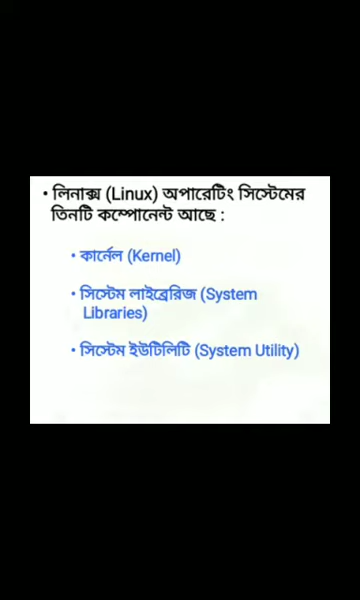 • লিনাক্স (Linux) অপারেটিং সিস্টেমের
তিনটি কম্পোনেন্ট আছে :
• কার্নেল (Kernel)
• সিস্টেম লাইব্রেরিজ (System
Libraries)
• সিস্টেম ইউটিলিটি (System Utility)